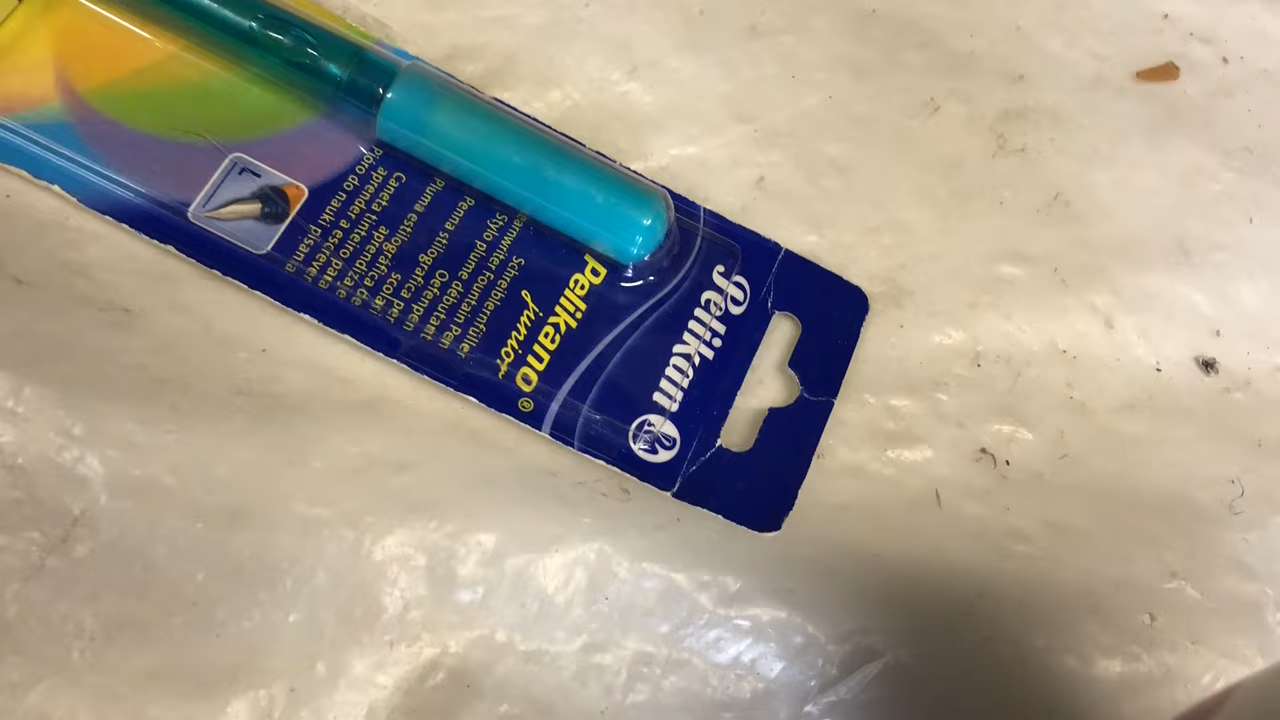 Pelikan
Pelikano®
junior
Schreiblernfüller
Learnwriter Fountain Pen
Stylo plume débutant
Oefenpen
Penna stilografica per
scolari
Pluma estilográfica de
aprendizaje
Caneta tinteiro para
aprender a escrever
Pióro do nauki pisania
L